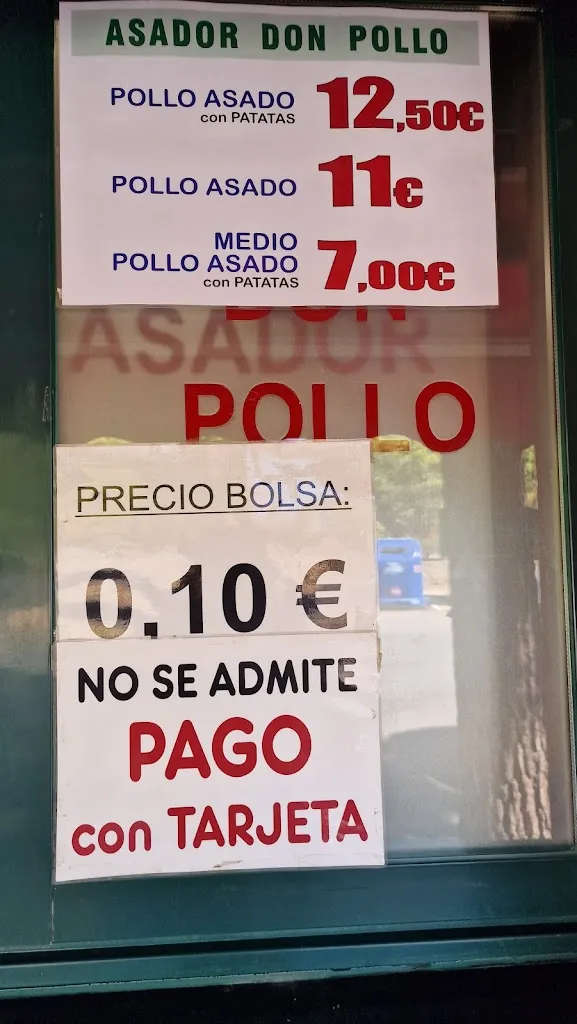 ASADOR DON POLLO
POLLO ASADO 12,50€
con PATATAS
POLLO ASADO 11€
MEDIO
POLLO ASADO 7,00€
con PATATAS
DON
ASADOR
POLLO
PRECIO BOLSA:
0.10 €
NO SE ADMITE
PAGO
con TARJETA